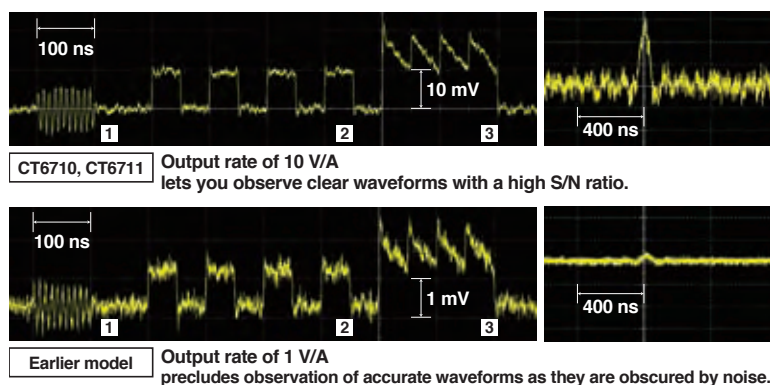 100 ns
10 mV
1
2
3
400 ns
CT6710, CT6711
Output rate of 10 V/A
lets you observe clear waveforms with a high S/N ratio.
100 ns
1 mV
1
2
3
400 ns
Earlier model
Output rate of 1 V/A
precludes observation of accurate waveforms as they are obscured by noise.